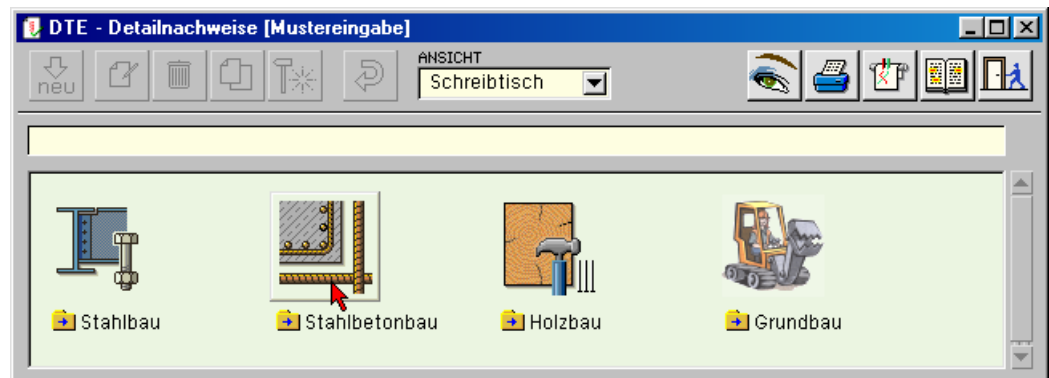 DTE - Detailnachweise [Mustereingabe]
neu
ANSICHT
Schreibtisch
Stahlbau
Stahlbetonbau
Holzbau
Grundbau